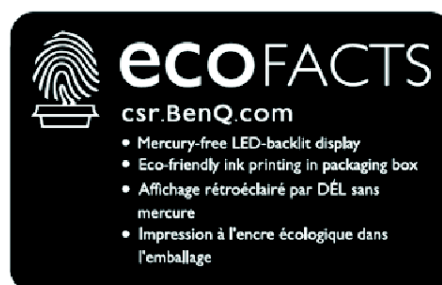 ecoFACTS
csr.BenQ.com
• Mercury-free LED-backlit display
• Eco-friendly ink printing in packaging box
• Affichage rétroéclairé par DÉL sans
mercure
• Impression à l'encre écologique dans
l'emballage